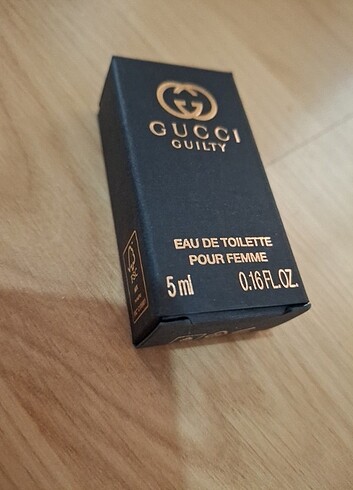 GUCCI
GUILTY
EAU DE TOILETTE
POUR FEMME
5 ml 0.16 FL.OZ.